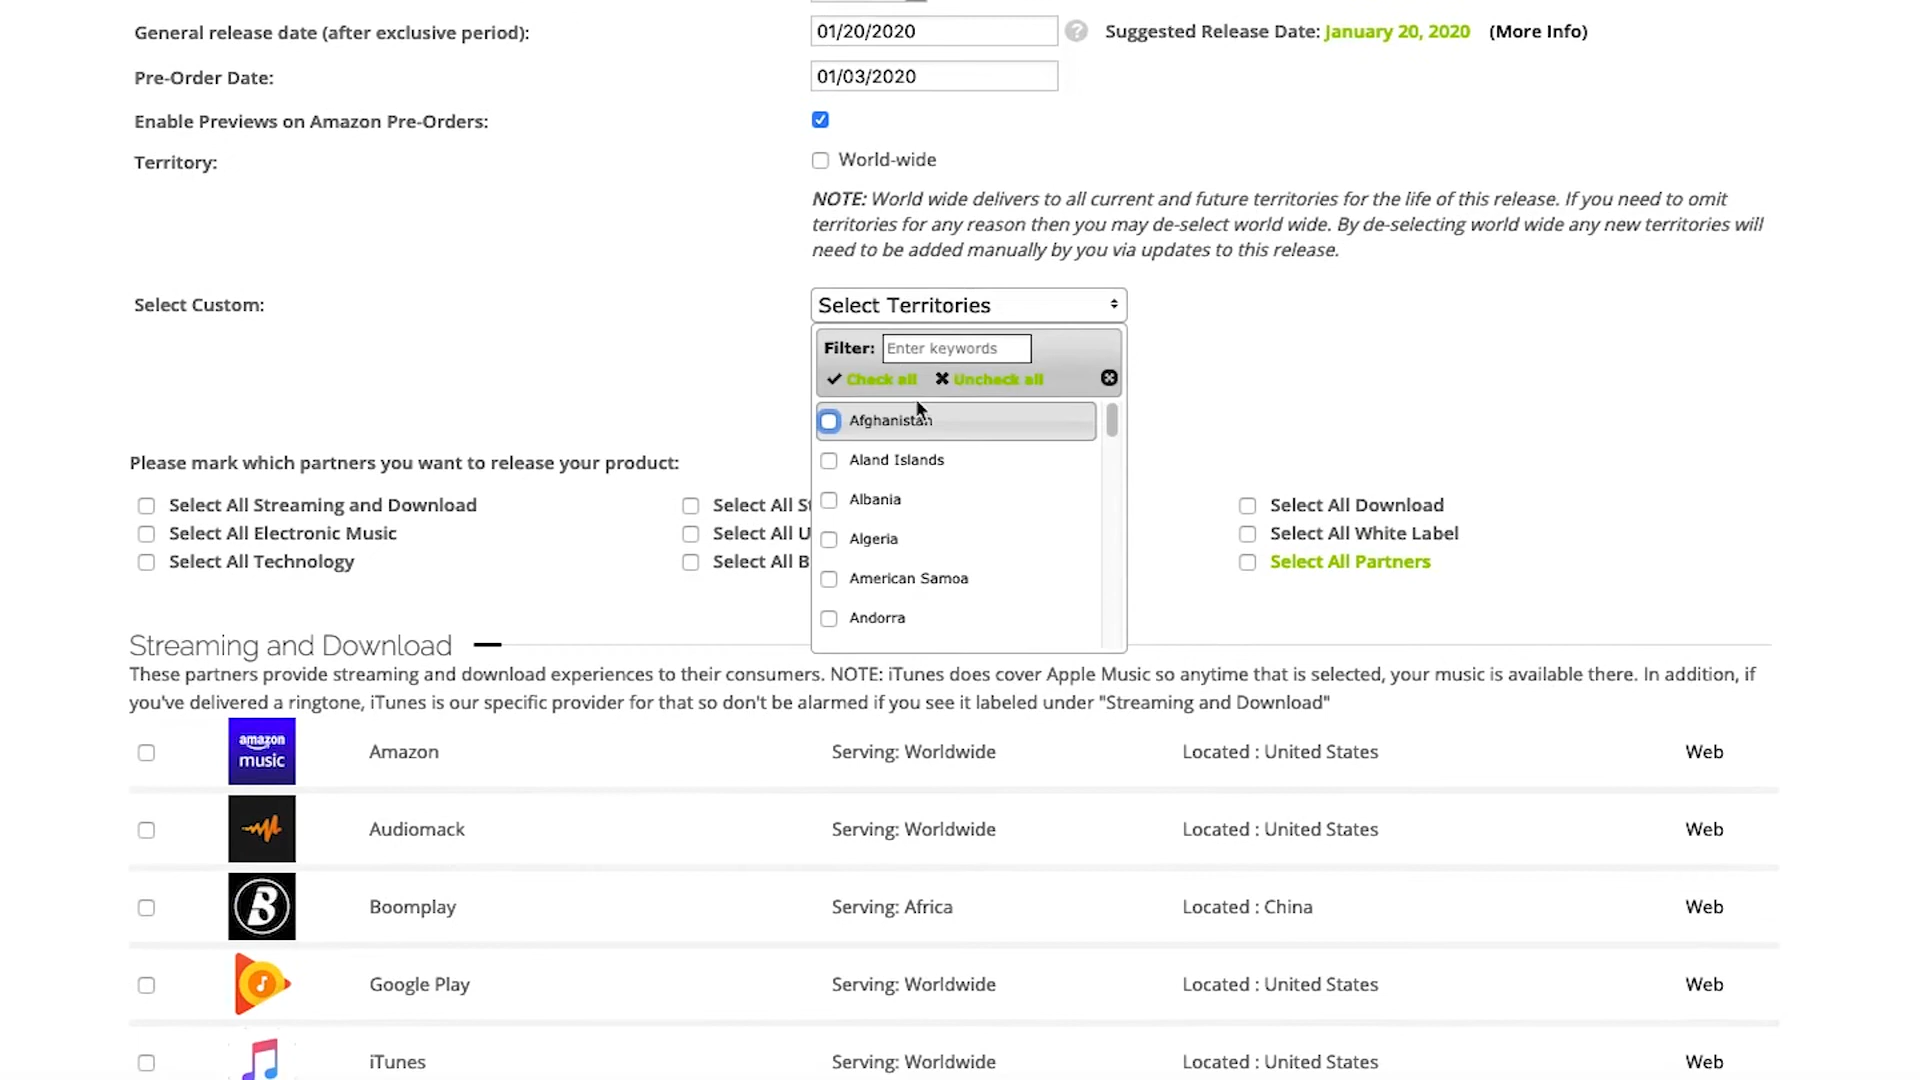 General release date (after exclusive period):
01/20/2020
?
Suggested Release Date: January 20, 2020 (More Info)
Pre-Order Date:
01/03/2020
Enable Previews on Amazon Pre-Orders:
Territory:
World-wide
NOTE: World wide delivers to all current and future territories for the life of this release. If you need to omit
territories for any reason then you may de-select world wide. By de-selecting world wide any new territories will
need to be added manually by you via updates to this release.
Select Custom:
Select Territories
Filter: Enter keywords
Check all Uncheck all
Afghanistan
Aland Islands
Albania
Algeria
American Samoa
Andorra
Please mark which partners you want to release your product:
Select All Streaming and Download
Select All
Select All Download
Select All Electronic Music
Select All
Select All White Label
Select All Technology
Select All
Select All Partners
Streaming and Download
These partners provide streaming and download experiences to their consumers. NOTE: iTunes does cover Apple Music so anytime that is selected, your music is available there. In addition, if
you've delivered a ringtone, iTunes is our specific provider for that so don't be alarmed if you see it labeled under "Streaming and Download"
amazon
music
Amazon
Serving: Worldwide
Located : United States
Web
Audiomack
Serving: Worldwide
Located : United States
Web
B
Boomplay
Serving: Africa
Located : China
Web
Google Play
Serving: Worldwide
Located : United States
Web
iTunes
Serving: Worldwide
Located : United States
Web